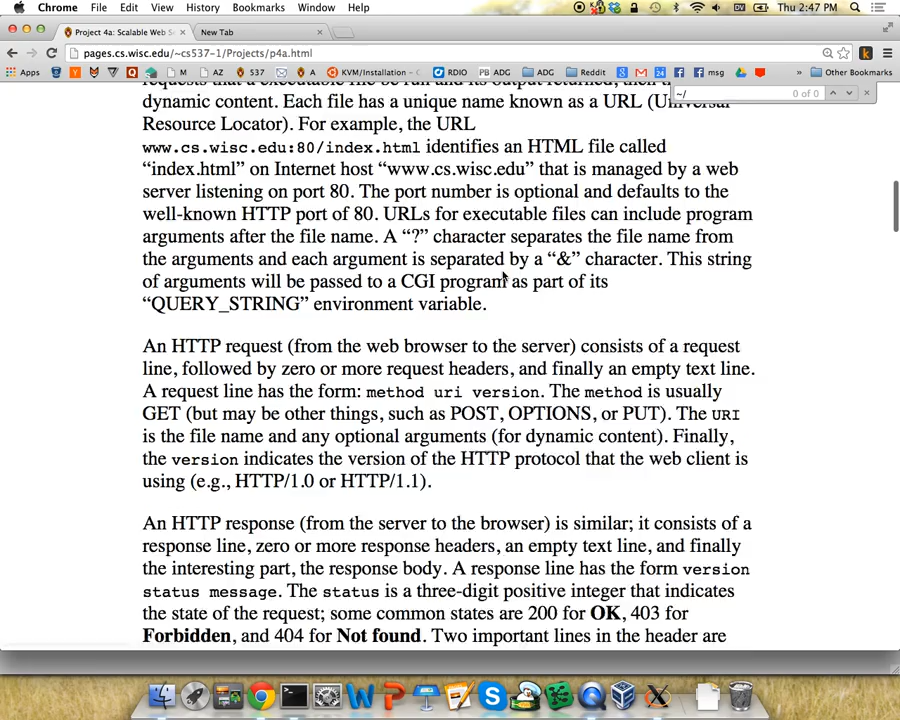 Chrome File Edit View History Bookmarks Window Help Thu 2:47 PM
Project 4a: Scalable Web S × New Tab ×
pages.cs.wisc.edu/~cs537-1/Projects/p4a.html
Apps M AZ 537 A KVM/Installation - RDIO PB ADG ADG Reddit 24 msg » Other Bookmarks
~/ 0 of 0
dynamic content. Each file has a unique name known as a URL (Universal
Resource Locator). For example, the URL
www.cs.wisc.edu:80/index.html identifies an HTML file called
“index.html” on Internet host “www.cs.wisc.edu” that is managed by a web
server listening on port 80. The port number is optional and defaults to the
well-known HTTP port of 80. URLs for executable files can include program
arguments after the file name. A “?” character separates the file name from
the arguments and each argument is separated by a “&” character. This string
of arguments will be passed to a CGI program as part of its
“QUERY_STRING” environment variable.
An HTTP request (from the web browser to the server) consists of a request
line, followed by zero or more request headers, and finally an empty text line.
A request line has the form: method uri version. The method is usually
GET (but may be other things, such as POST, OPTIONS, or PUT). The URI
is the file name and any optional arguments (for dynamic content). Finally,
the version indicates the version of the HTTP protocol that the web client is
using (e.g., HTTP/1.0 or HTTP/1.1).
An HTTP response (from the server to the browser) is similar; it consists of a
response line, zero or more response headers, an empty text line, and finally
the interesting part, the response body. A response line has the form version
status message. The status is a three-digit positive integer that indicates
the state of the request; some common states are 200 for OK, 403 for
Forbidden, and 404 for Not found. Two important lines in the header are